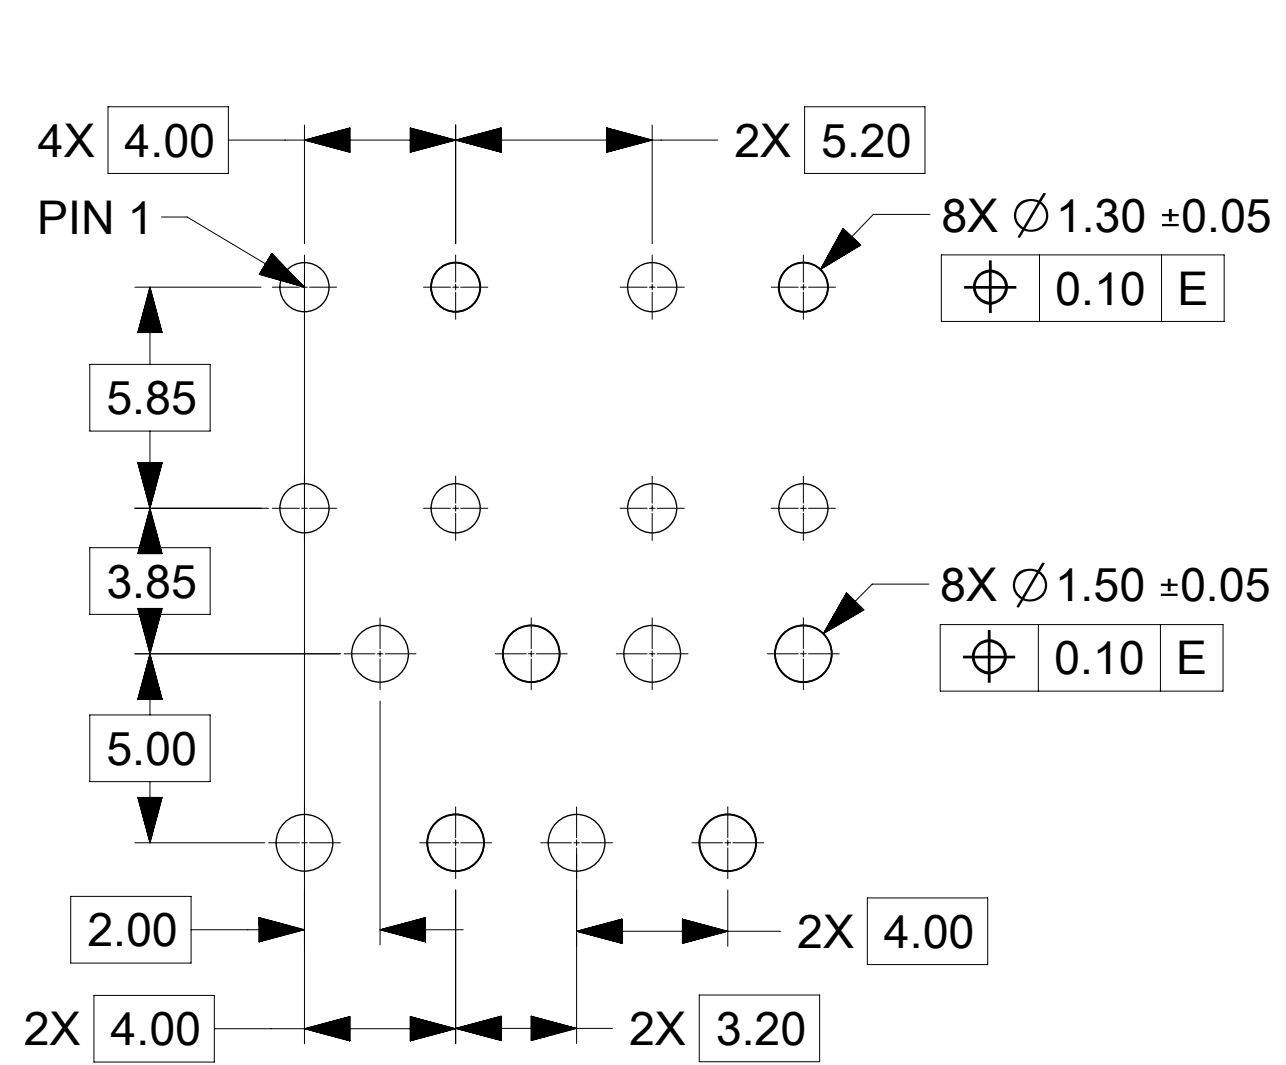 4X 4.00
2X 5.20
PIN 1
8X ∅ 1.30 ±0.05
⌖ 0.10 E
5.85
3.85
8X ∅ 1.50 ±0.05
⌖ 0.10 E
5.00
2.00
2X 4.00
2X 4.00
2X 3.20